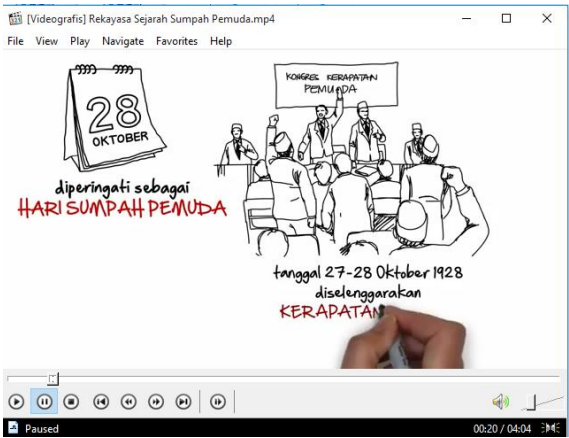 [Videografis] Rekayasa Sejarah Sumpah Pemuda.mp4
File View Play Navigate Favorites Help
28
OKTOBER
diperingati sebagai
HARI SUMPAH PEMUDA
KONGRES KERAPATAN
PEMUDA
tanggal 27-28 Oktober 1928
diselenggarakan
KERAPATAN
Paused
00:20 / 04:04